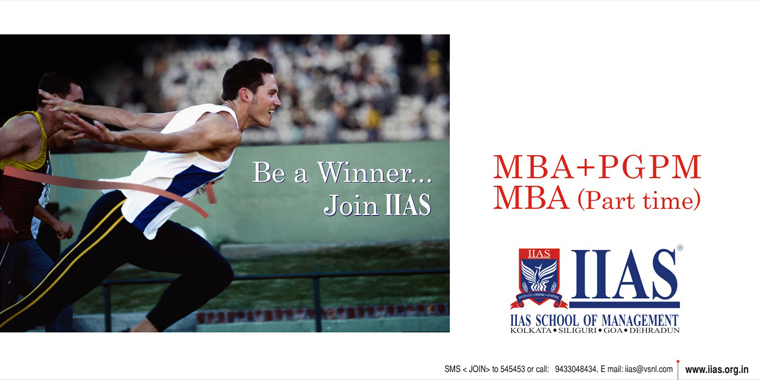 Be a Winner...
Join IIAS
MBA+PGPM
MBA (Part time)
IIAS
IIAS®
IIAS SCHOOL OF MANAGEMENT
KOLKATA • SILIGURI • GOA • DEHRADUN
SMS < JOIN> to 545453 or call: 9433048434, E mail: iias@vsnl.com
www.iias.org.in